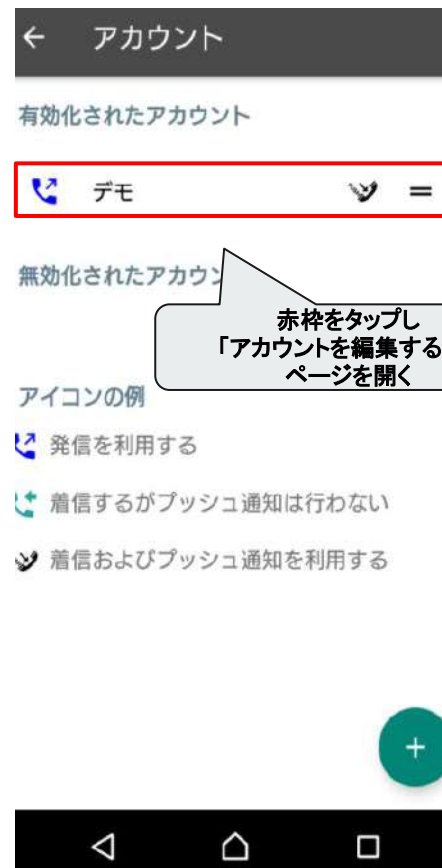 アカウント
有効化されたアカウント
デモ
無効化されたアカウン
赤枠をタップし
「アカウントを編集する
ページを開く
アイコンの例
発信を利用する
着信するがプッシュ通知は行わない
着信およびプッシュ通知を利用する